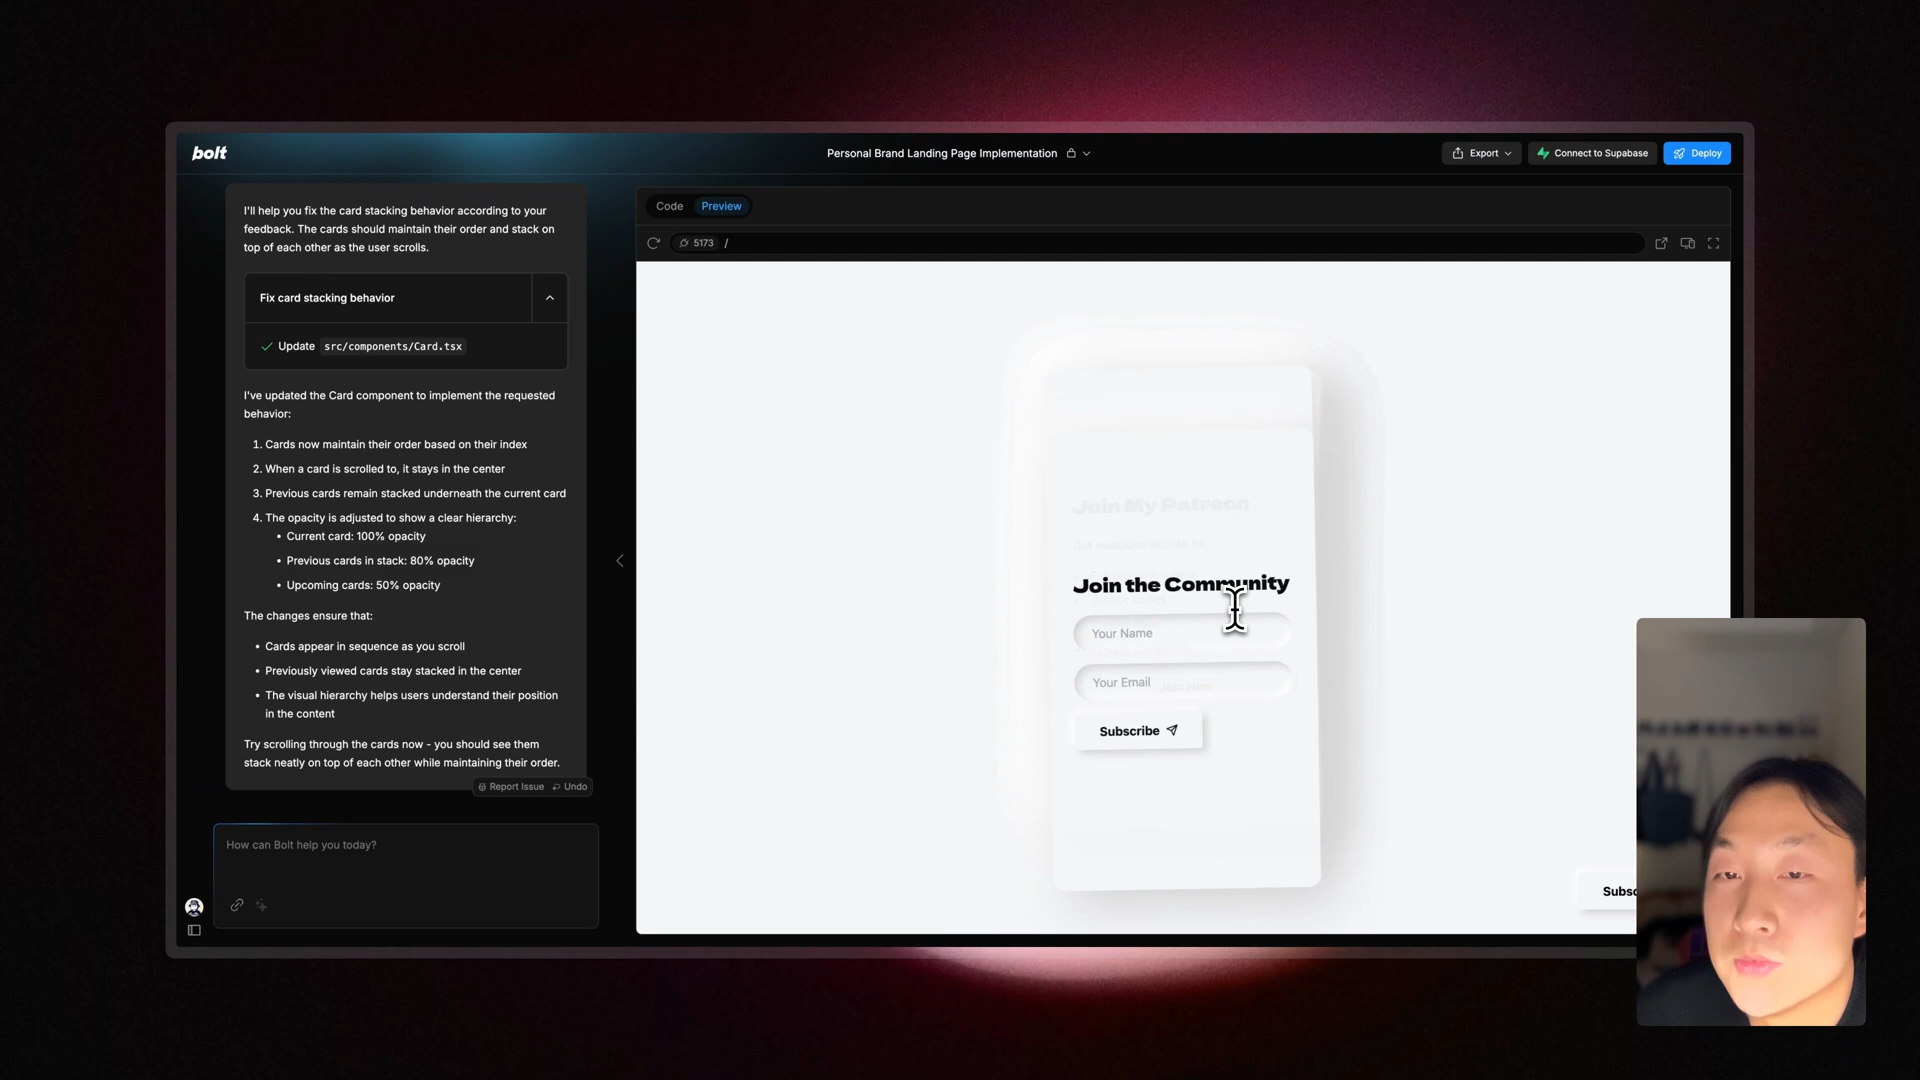 bolt
Personal Brand Landing Page Implementation
Export
Connect to Supabase
Deploy
I'll help you fix the card stacking behavior according to your
feedback. The cards should maintain their order and stack on
top of each other as the user scrolls.
Fix card stacking behavior
Update src/components/Card.tsx
I've updated the Card component to implement the requested
behavior:
1. Cards now maintain their order based on their index
2. When a card is scrolled to, it stays in the center
3. Previous cards remain stacked underneath the current card
4. The opacity is adjusted to show a clear hierarchy:
• Current card: 100% opacity
• Previous cards in stack: 80% opacity
• Upcoming cards: 50% opacity
The changes ensure that:
• Cards appear in sequence as you scroll
• Previously viewed cards stay stacked in the center
• The visual hierarchy helps users understand their position
in the content
Try scrolling through the cards now - you should see them
stack neatly on top of each other while maintaining their order.
Report Issue Undo
How can Bolt help you today?
Code Preview
5173 /
Join My Patreon
Get exclusive access to:
Join the Community
Your Name
Your Email
Join Now
Subscribe
Subsc